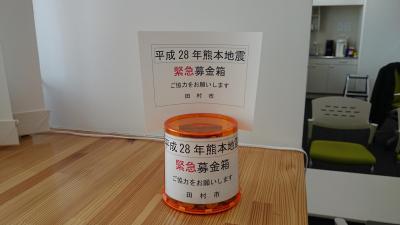 平成28年熊本地震
緊急募金箱
ご協力をお願いします
田村市
平成28年熊本地震
緊急募金箱
ご協力をお願いします
田村市